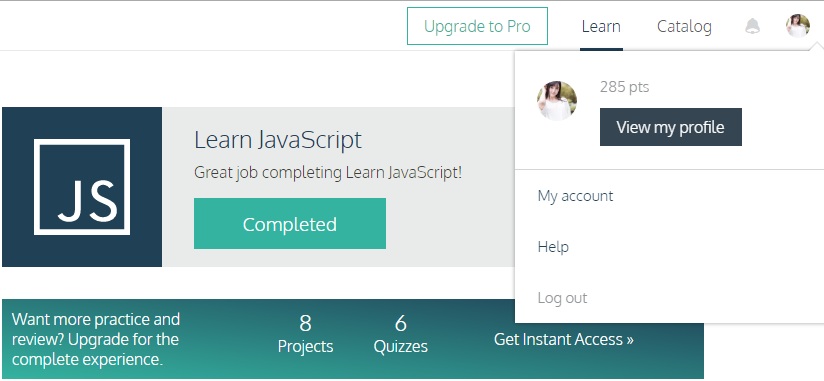 Upgrade to Pro
Learn
Catalog
285 pts
View my profile
My account
Help
Log out
JS
Learn JavaScript
Great job completing Learn JavaScript!
Completed
Want more practice and
review? Upgrade for the
complete experience.
8
Projects
6
Quizzes
Get Instant Access »